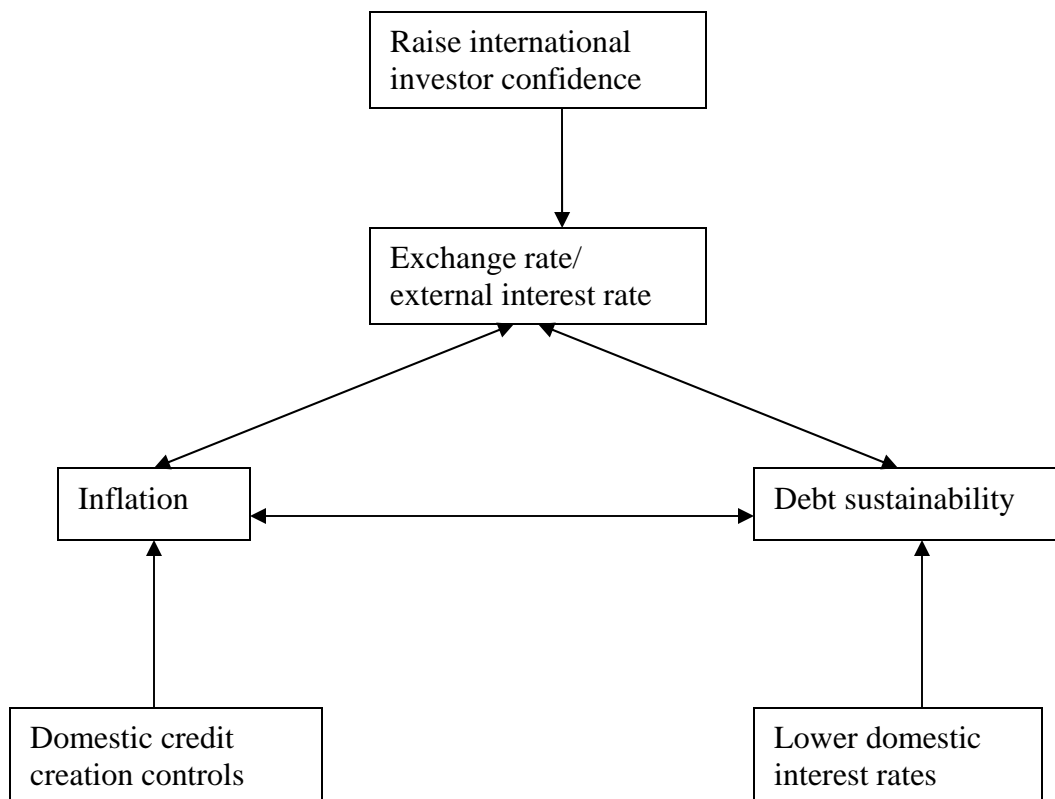 Raise international
investor confidence
Exchange rate/
external interest rate
Inflation
Debt sustainability
Domestic credit
creation controls
Lower domestic
interest rates